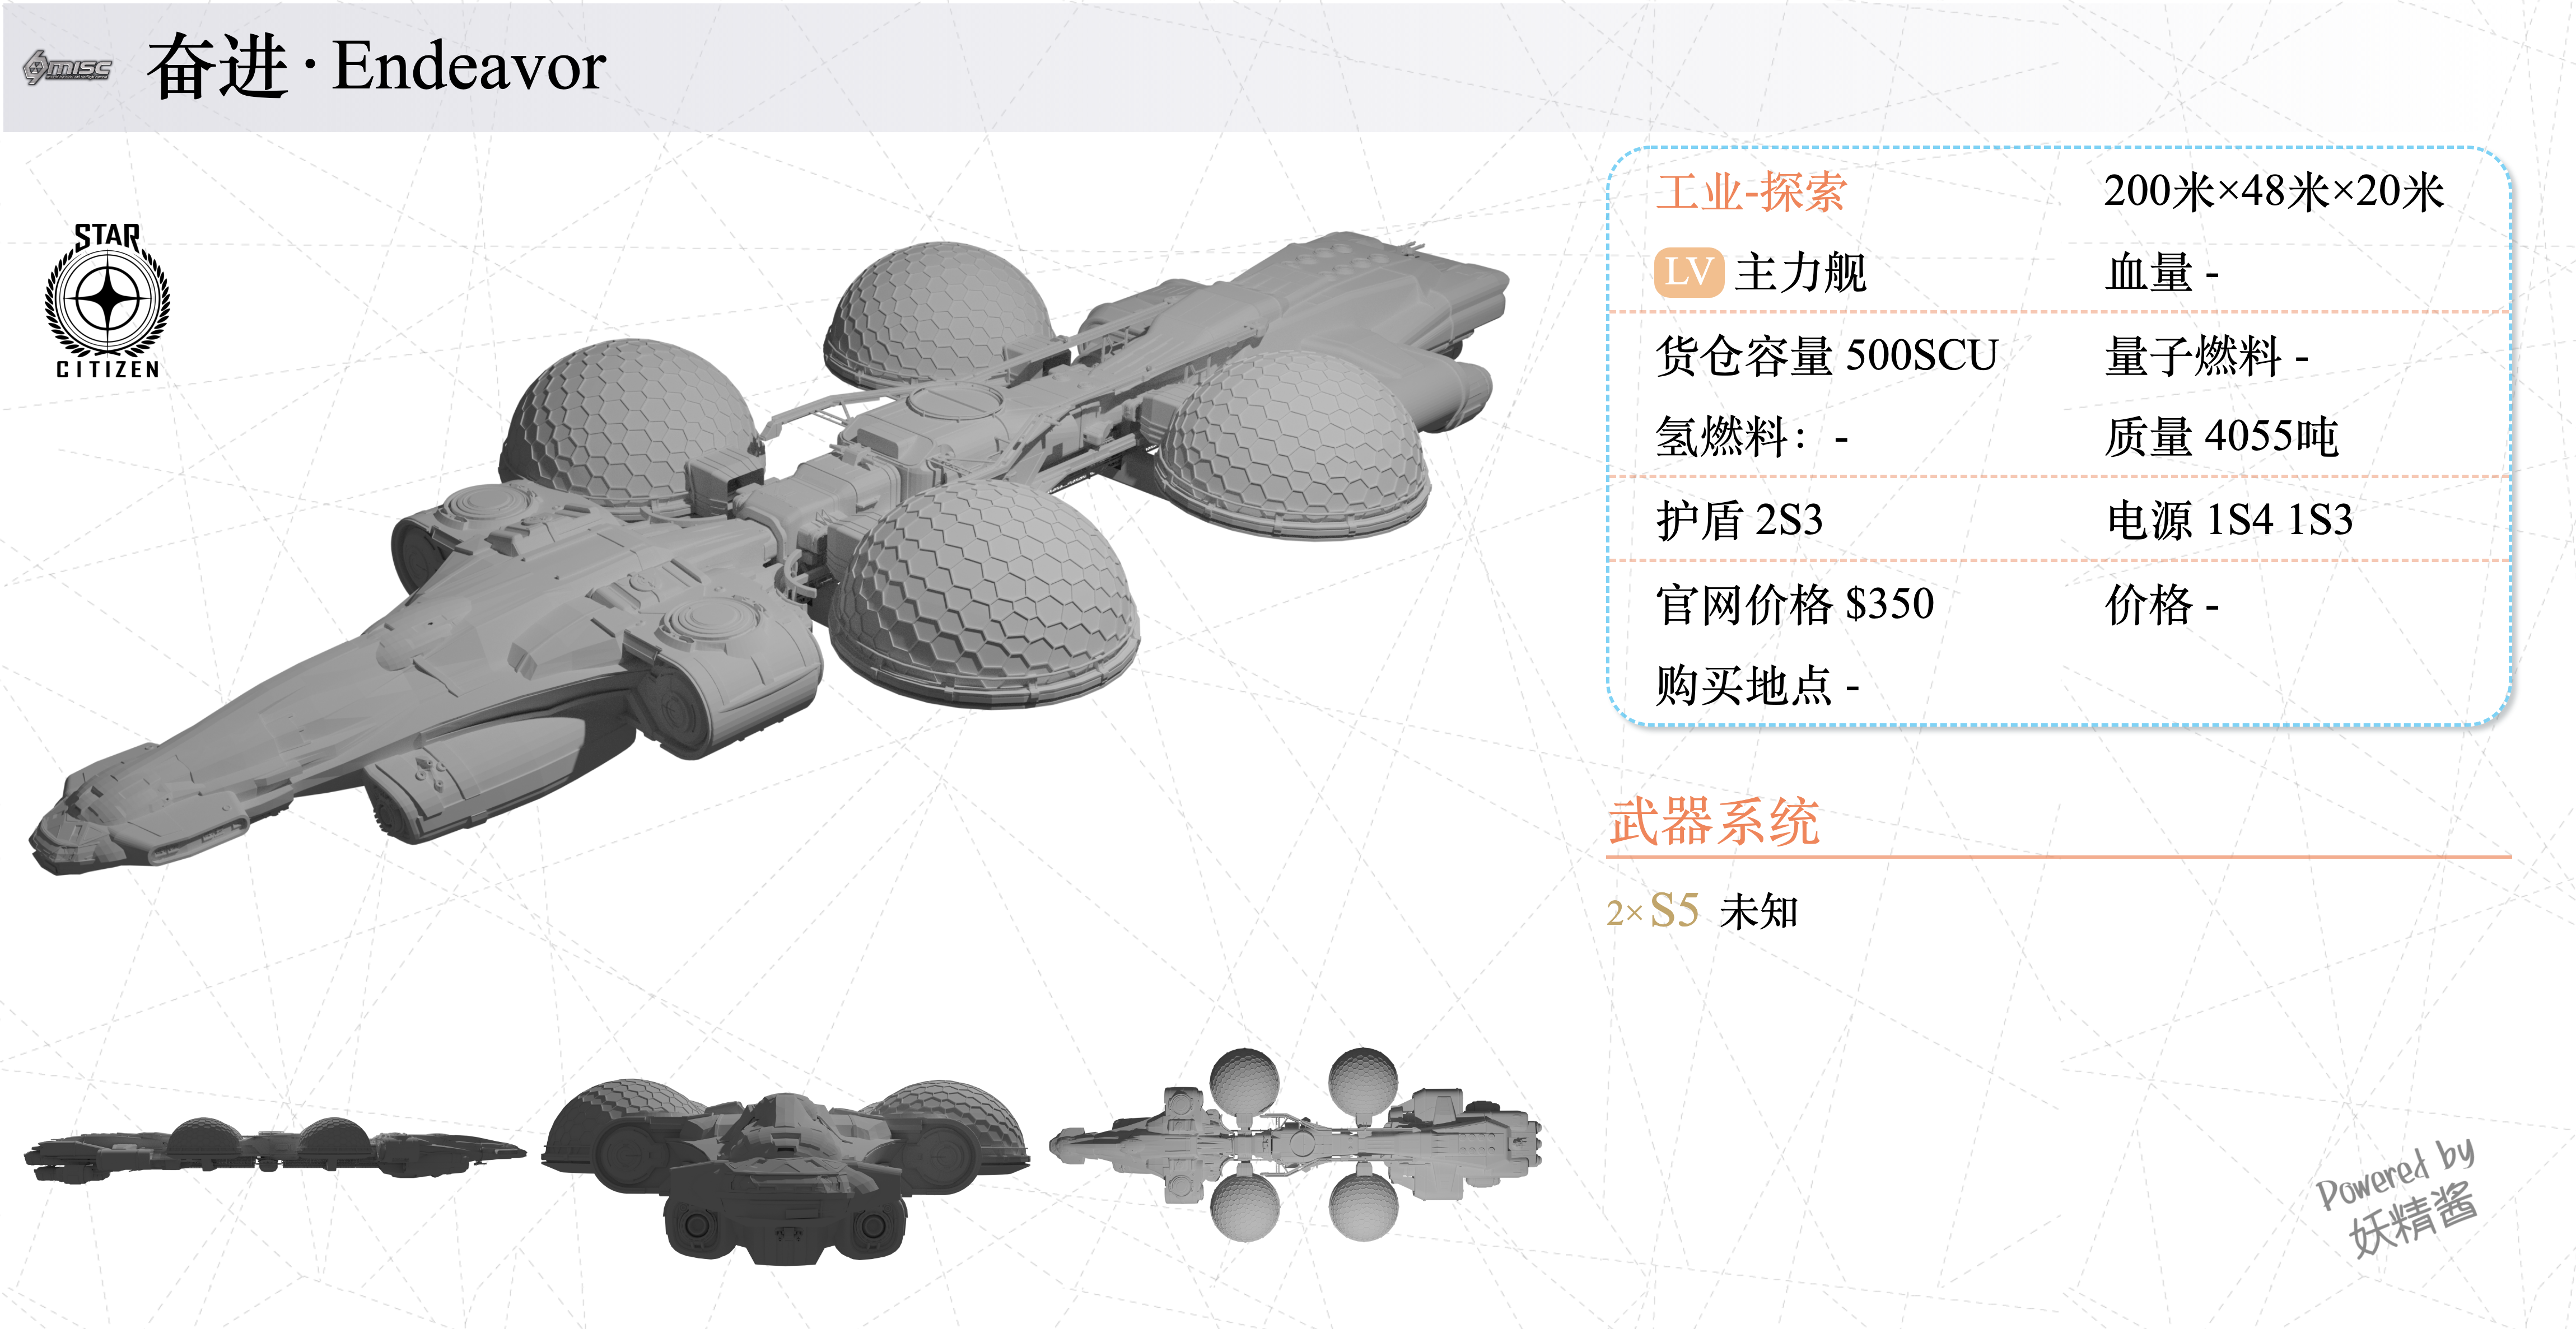 MISC 奋进·Endeavor
STAR
CITIZEN
工业-探索 200米×48米×20米
LV 主力舰 血量 -
货仓容量 500SCU 量子燃料 -
氢燃料： - 质量 4055吨
护盾 2S3 电源 1S4 1S3
官网价格 $350 价格 -
购买地点 -
武器系统
2× S5 未知
Powered by
妖精酱